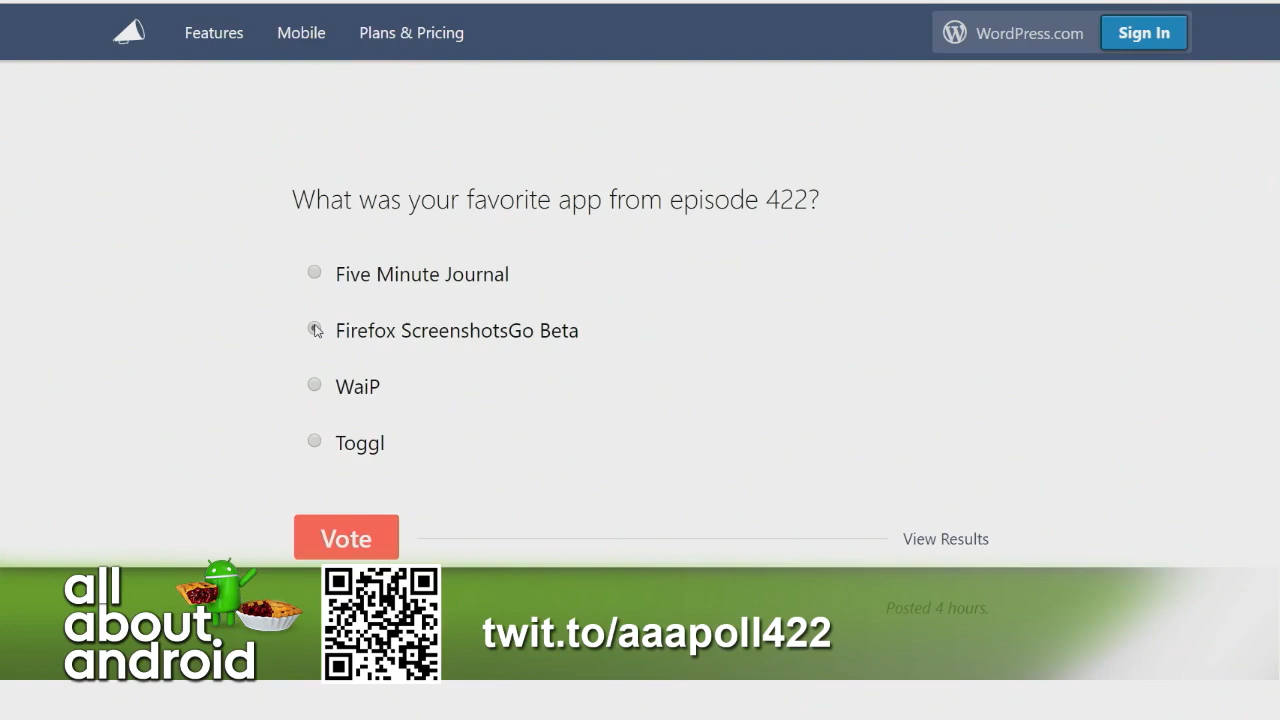 Features Mobile Plans & Pricing WordPress.com Sign In
What was your favorite app from episode 422?
Five Minute Journal
Firefox ScreenshotsGo Beta
WaiP
Toggl
Vote View Results
Posted 4 hours.
all
about
android
twit.to/aaapoll422